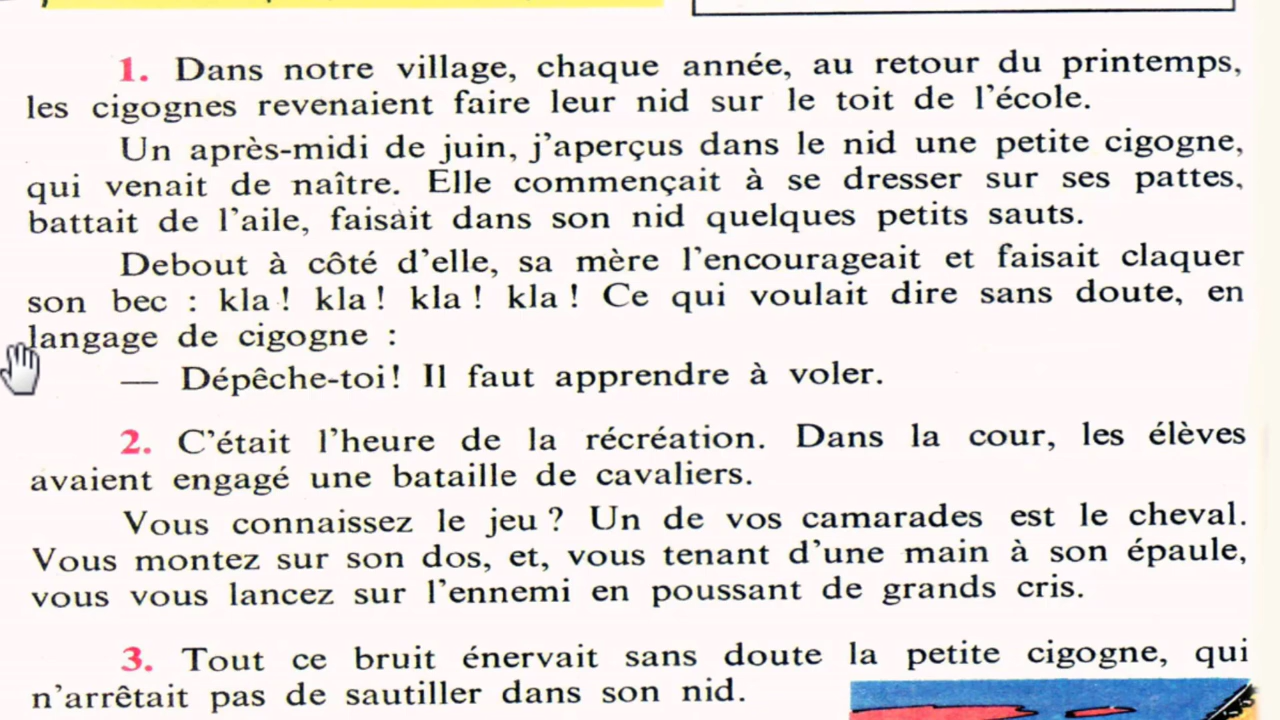 1. Dans notre village, chaque année, au retour du printemps,
les cigognes revenaient faire leur nid sur le toit de l'école.
Un après-midi de juin, j'aperçus dans le nid une petite cigogne,
qui venait de naître. Elle commençait à se dresser sur ses pattes,
battait de l'aile, faisait dans son nid quelques petits sauts.
Debout à côté d'elle, sa mère l'encourageait et faisait claquer
son bec : kla ! kla ! kla ! kla ! Ce qui voulait dire sans doute, en
langage de cigogne :
— Dépêche-toi! Il faut apprendre à voler.
2. C'était l'heure de la récréation. Dans la cour, les élèves
avaient engagé une bataille de cavaliers.
Vous connaissez le jeu ? Un de vos camarades est le cheval.
Vous montez sur son dos, et, vous tenant d'une main à son épaule,
vous vous lancez sur l'ennemi en poussant de grands cris.
3. Tout ce bruit énervait sans doute la petite cigogne, qui
n'arrêtait pas de sautiller dans son nid.